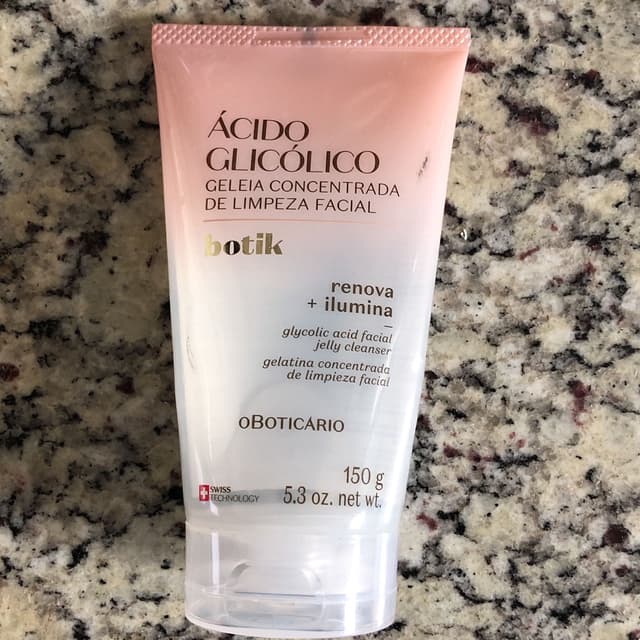 ÁCIDO
GLICÓLICO
GELEIA CONCENTRADA
DE LIMPEZA FACIAL
botik
renova
+ ilumina
glycolic acid facial
jelly cleanser
gelatina concentrada
de limpieza facial
oBOTICÁRIO
150 g
5.3 oz. net wt.
SWISS
TECHNOLOGY